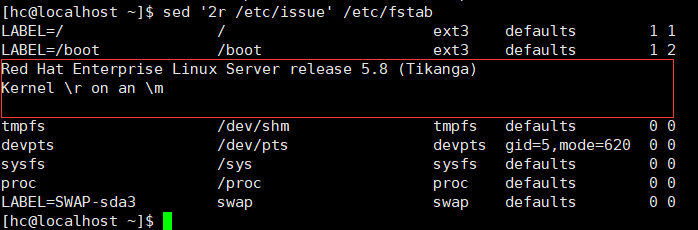 [hc@localhost ~]$ sed '2r /etc/issue' /etc/fstab
LABEL=/ / ext3 defaults 1 1
LABEL=/boot /boot ext3 defaults 1 2
Red Hat Enterprise Linux Server release 5.8 (Tikanga)
Kernel \r on an \m
tmpfs /dev/shm tmpfs defaults 0 0
devpts /dev/pts devpts gid=5,mode=620 0 0
sysfs /sys sysfs defaults 0 0
proc /proc proc defaults 0 0
LABEL=SWAP-sda3 swap swap defaults 0 0
[hc@localhost ~]$